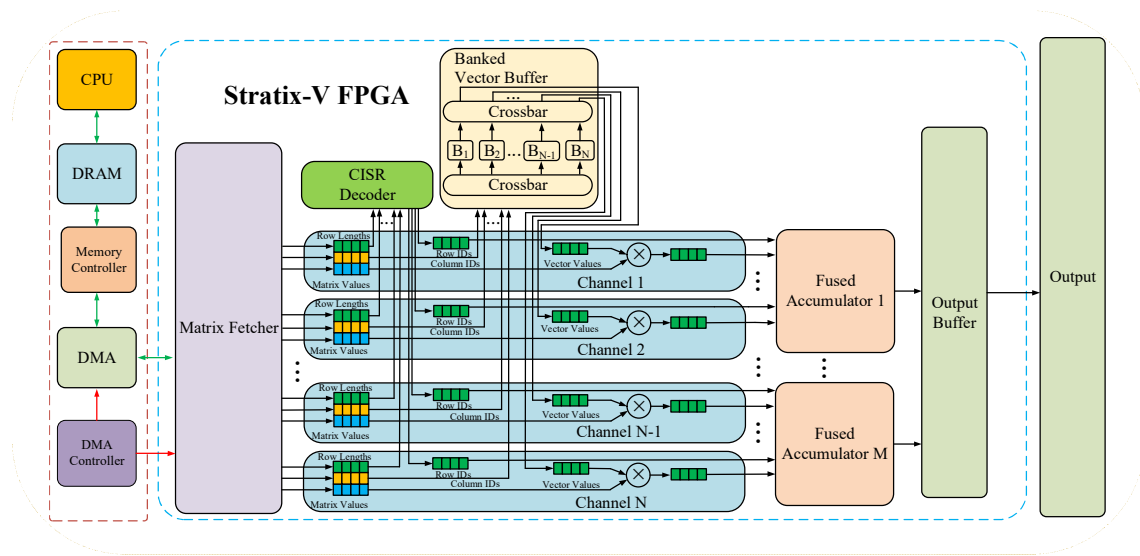 CPU
DRAM
Memory
Controller
DMA
DMA
Controller
Stratix-V FPGA
Matrix Fetcher
CISR
Decoder
...
Banked
Vector Buffer
...
Crossbar
B1 B2 ... BN-1 BN
Crossbar
...
Row Lengths
Matrix Values
Row IDs
Column IDs
Vector Values
Channel 1
Row Lengths
Matrix Values
Row IDs
Column IDs
Vector Values
Channel 2
Row Lengths
Matrix Values
Row IDs
Column IDs
Vector Values
Channel N-1
Row Lengths
Matrix Values
Row IDs
Column IDs
Vector Values
Channel N
Fused
Accumulator 1
Fused
Accumulator M
Output
Buffer
Output